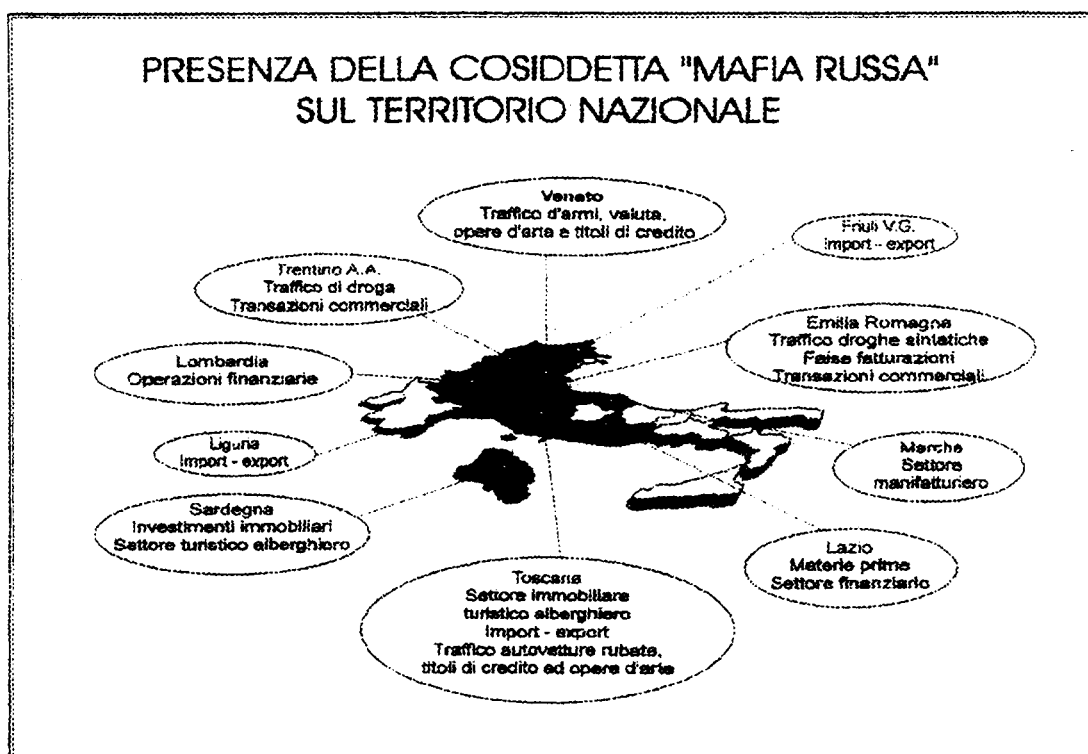 PRESENZA DELLA COSIDDETTA "MAFIA RUSSA"
SUL TERRITORIO NAZIONALE
Veneto
Traffico d'armi, valuta,
opere d'arte e titoli di credito
Friuli V.G.
Import - export
Trentino A.A.
Traffico di droga
Transazioni commerciali
Emilia Romagna
Traffico droghe sintatiche
False fatturazioni
Transazioni commerciali
Lombardia
Operazioni finanziarie
Liguria
Import - export
Marche
Settore
manifatturiero
Sardegna
Investimenti immobiliari
Settore turistico alberghiero
Lazio
Materie prime
Settore finanziario
Toscana
Settore immobiliare
turistico alberghiero
Import - export
Traffico autovetture rubate,
titoli di credito ed opere d'arte